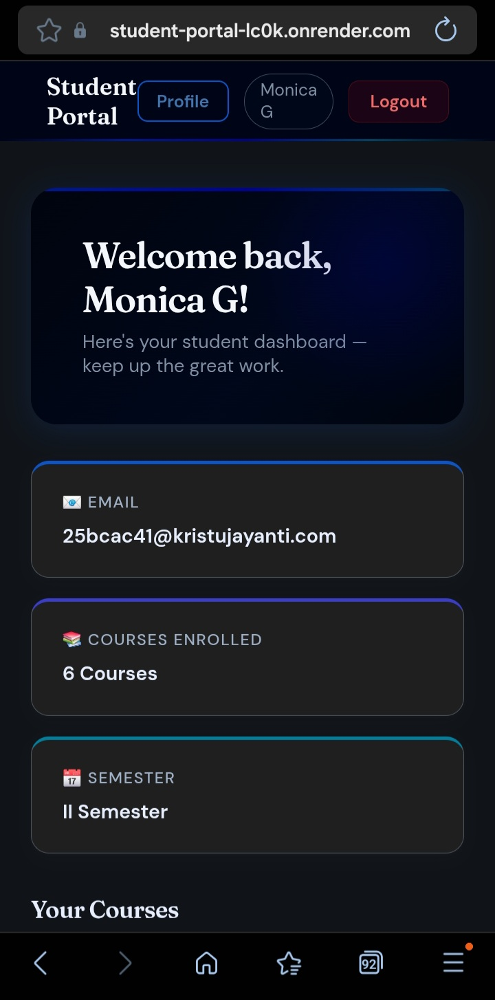 student-portal-lc0k.onrender.com
Student
Portal
Profile
Monica
G
Logout
Welcome back,
Monica G!
Here's your student dashboard —
keep up the great work.
EMAIL
25bcac41@kristujayanti.com
COURSES ENROLLED
6 Courses
17
SEMESTER
II Semester
Your Courses
92